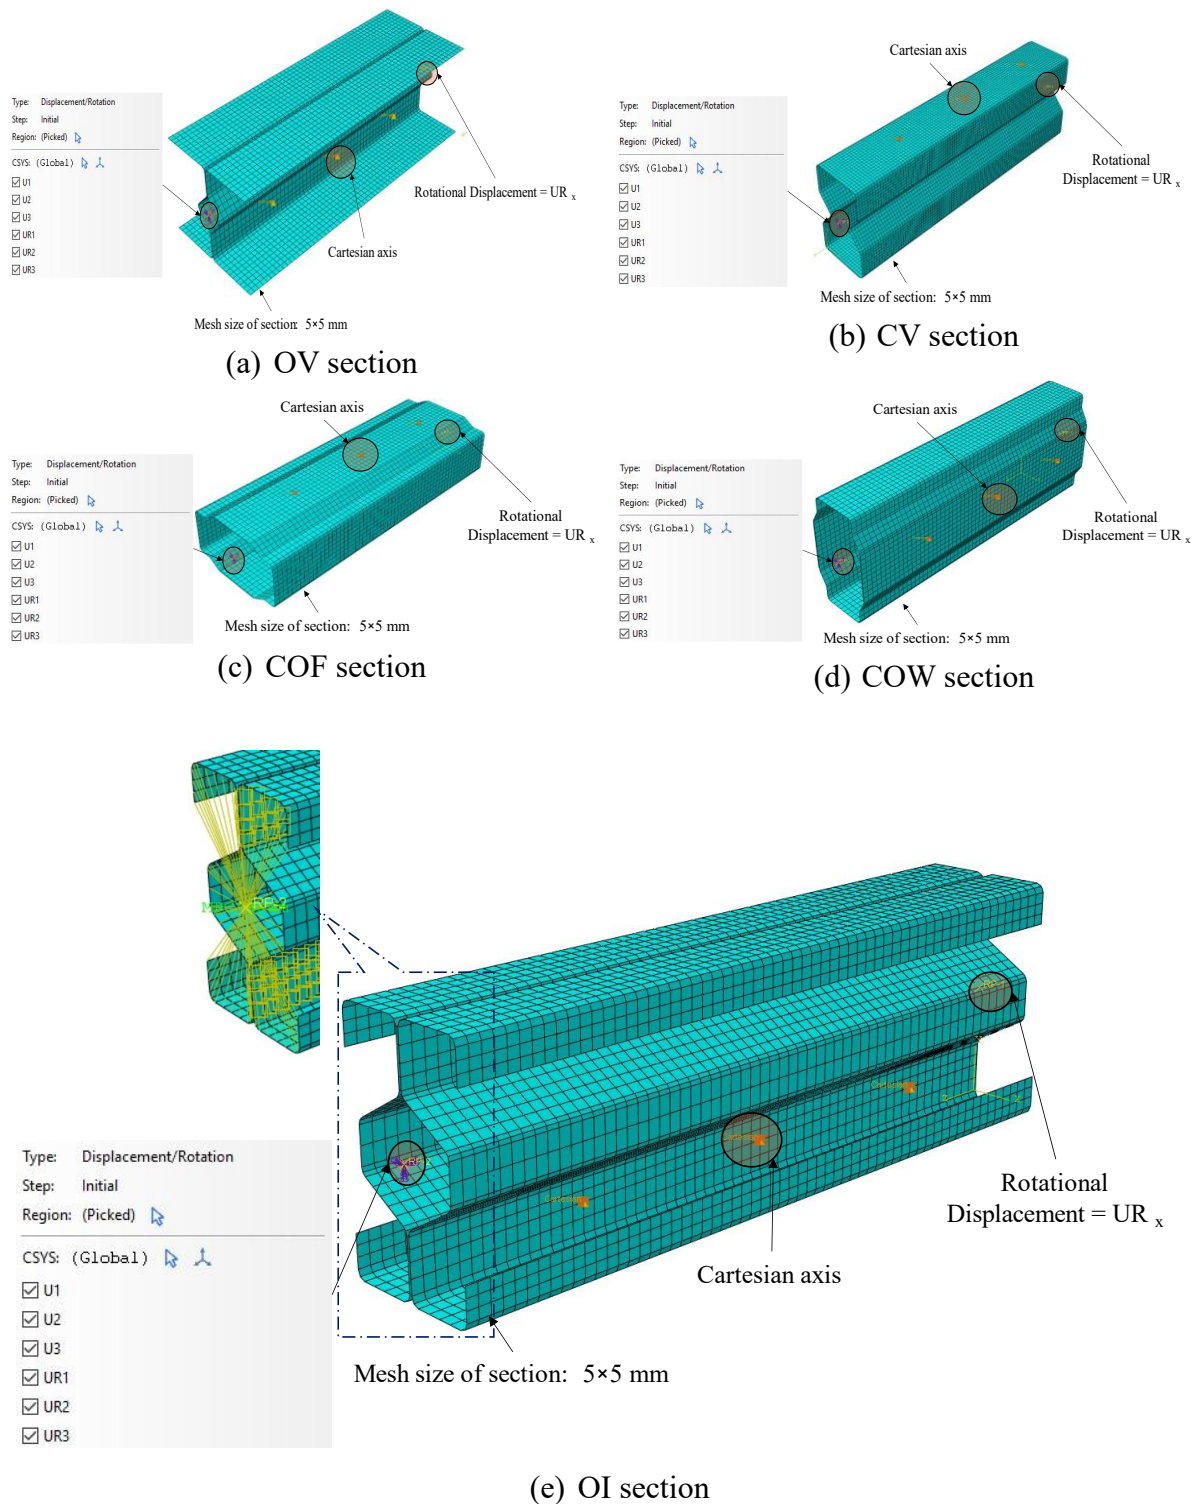 Type: Displacement/Rotation
Step: Initial
Region: (Picked)
CSYS: (Global)
U1
U2
U3
UR1
UR2
UR3
Rotational Displacement = UR x
Cartesian axis
Mesh size of section: 5×5 mm
(a) OV section
Cartesian axis
Type: Displacement/Rotation
Step: Initial
Region: (Picked)
CSYS: (Global)
U1
U2
U3
UR1
UR2
UR3
Rotational
Displacement = UR x
Mesh size of section: 5×5 mm
(b) CV section
Cartesian axis
Type: Displacement/Rotation
Step: Initial
Region: (Picked)
CSYS: (Global)
U1
U2
U3
UR1
UR2
UR3
Rotational
Displacement = UR x
Mesh size of section: 5×5 mm
(c) COF section
Cartesian axis
Type: Displacement/Rotation
Step: Initial
Region: (Picked)
CSYS: (Global)
U1
U2
U3
UR1
UR2
UR3
Rotational
Displacement = UR x
Mesh size of section: 5×5 mm
(d) COW section
Type: Displacement/Rotation
Step: Initial
Region: (Picked)
CSYS: (Global)
U1
U2
U3
UR1
UR2
UR3
Rotational
Displacement = UR x
Cartesian axis
Mesh size of section: 5×5 mm
(e) OI section